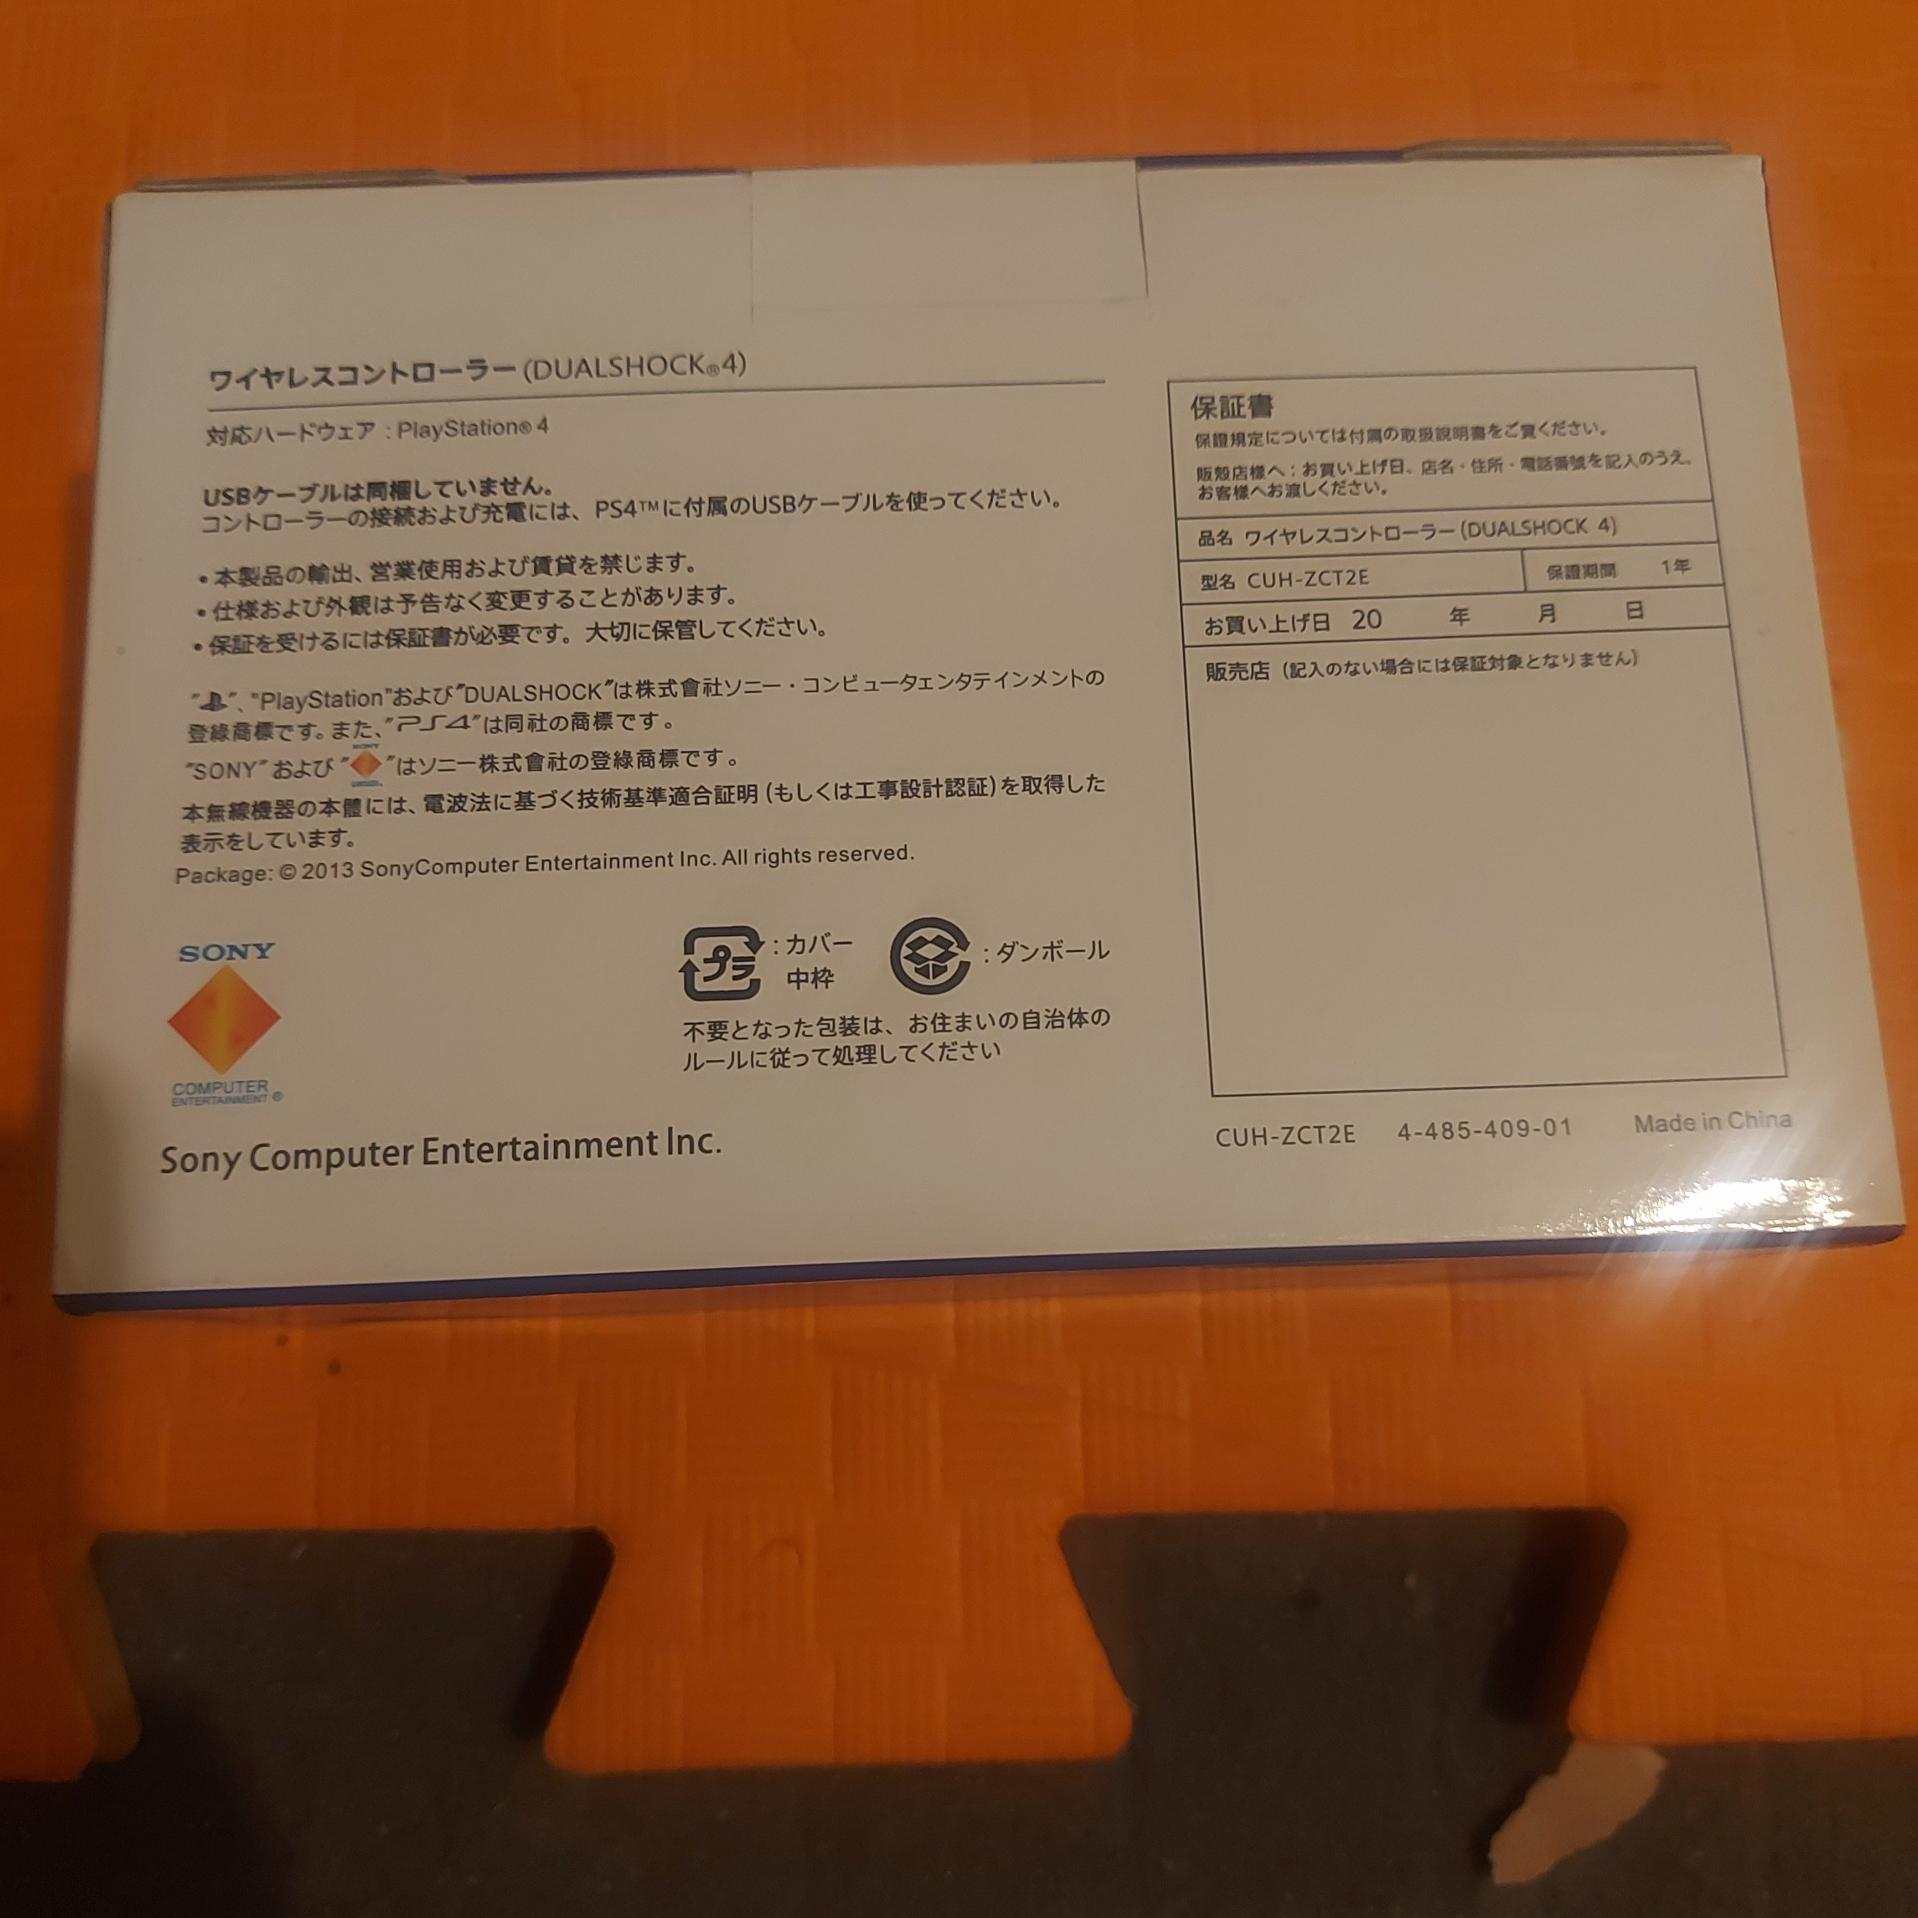 ワイヤレスコントローラー(DUALSHOCK®4)
対応ハードウェア : PlayStation® 4
USBケーブルは同梱していません。
コントローラーの接続および充電には、PS4™に付属のUSBケーブルを使ってください。
• 本製品の輸出、営業使用および賃貸を禁じます。
• 仕様および外観は予告なく変更することがあります。
• 保証を受けるには保証書が必要です。大切に保管してください。
"PS"、"PlayStation"および"DUALSHOCK"は株式會社ソニー・コンピュータエンタテインメントの
登綠商標です。また、"PS4"は同社の商標です。
"SONY"および"SONY"はソニー株式會社の登綠商標です。
本無線機器の本體には、電波法に基づく技術基準適合証明(もしくは工事設計認証)を取得した
表示をしています。
Package: © 2013 SonyComputer Entertainment Inc. All rights reserved.
SONY
COMPUTER
ENTERTAINMENT ®
Sony Computer Entertainment Inc.
プラ : カバー
中枠
: ダンボール
不要となった包装は、お住まいの自治体の
ルールに従って処理してください
保証書
保證規定については付属の取扱說明書をご覧ください。
販殻店様へ : お買い上げ日、店名・住所・電話番號を記入のうえ、
お客様へお渡しください。
品名 ワイヤレスコントローラー(DUALSHOCK 4)
型名 CUH-ZCT2E 保證期間 1年
お買い上げ日 20 年 月 日
販売店 (記入のない場合には保証対象となりません)
CUH-ZCT2E 4-485-409-01 Made in China